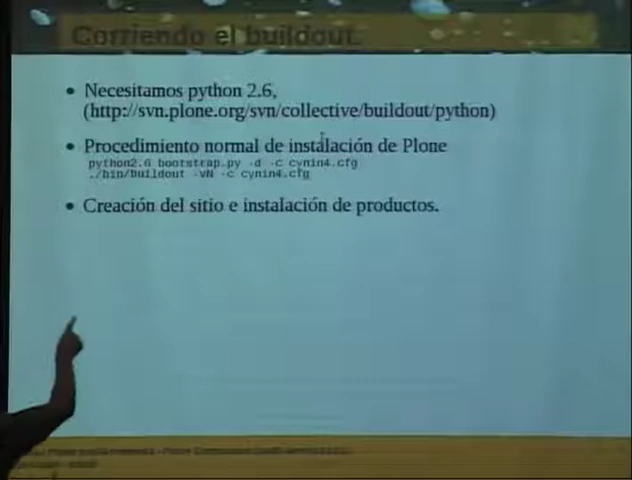 Corriendo el buildout.
• Necesitamos python 2.6,
(http://svn.plone.org/svn/collective/buildout/python)
• Procedimiento normal de instalación de Plone
python2.6 bootstrap.py -d -c cynin4.cfg
./bin/buildout -vN -c cynin4.cfg
• Creación del sitio e instalación de productos.